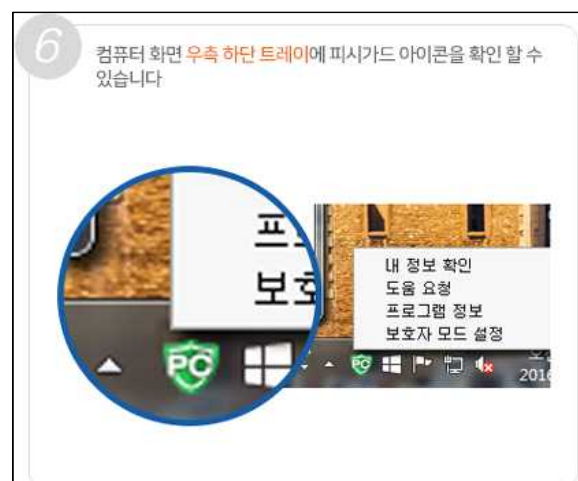 6
컴퓨터 화면 우측 하단 트레이에 피시가드 아이콘을 확인 할 수
있습니다
프
보호
PC
내 정보 확인
도움 요청
프로그램 정보
보호자 모드 설정
PC
2016